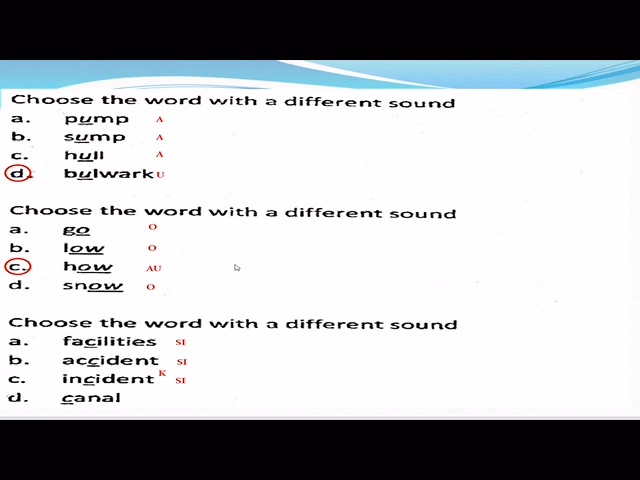 Choose the word with a different sound
a. pump A
b. sump A
c. hull A
d. bulwark U
Choose the word with a different sound
a. go O
b. low O
c. how AU
d. snow O
Choose the word with a different sound
a. facilities SI
b. accident SI
c. incident K SI
d. canal